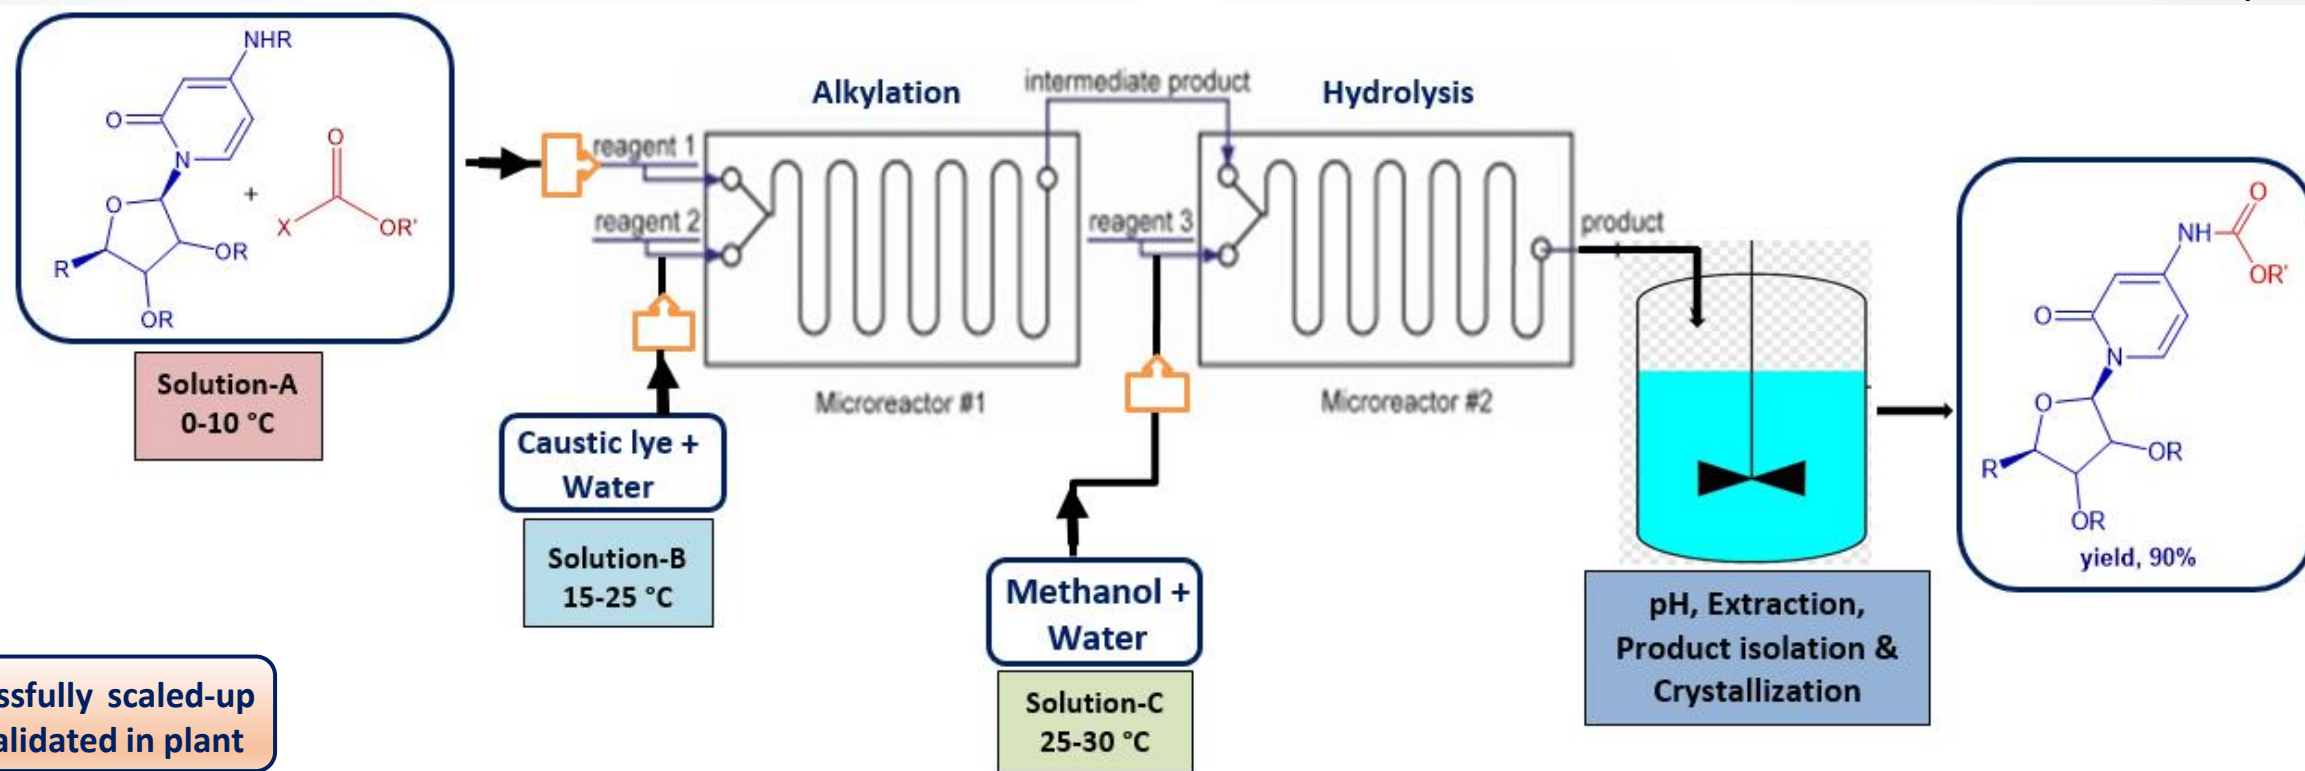 NHR
O
N
O
R
OR
OR
+
O
X
OR'
Solution-A
0-10 °C
reagent 1
reagent 2
Alkylation
Microreactor #1
Caustic lye +
Water
Solution-B
15-25 °C
intermediate product
reagent 3
Hydrolysis
Microreactor #2
Methanol +
Water
Solution-C
25-30 °C
product
pH, Extraction,
Product isolation &
Crystallization
O
NH
OR'
O
N
O
R
OR
OR
yield, 90%
ssfully scaled-up
alidated in plant